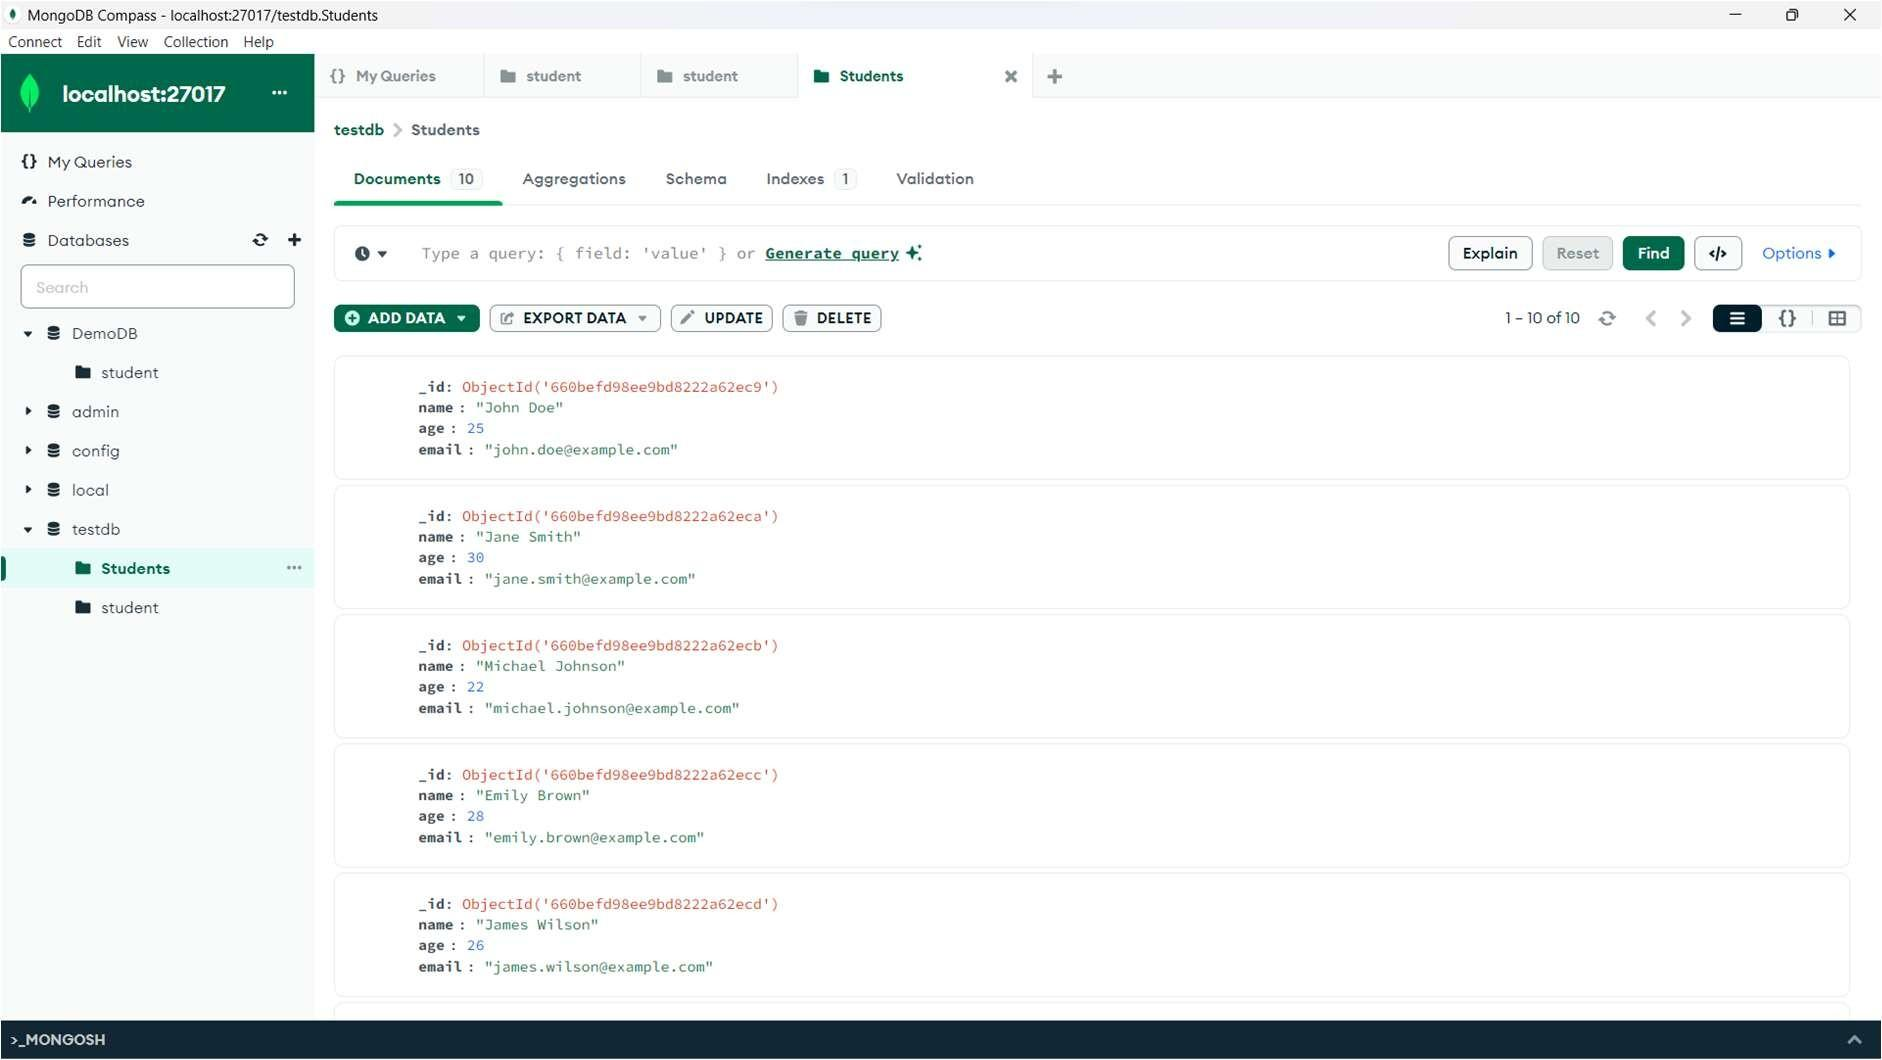 MongoDB Compass - localhost:27017/testdb.Students
Connect Edit View Collection Help
localhost:27017 ···
{} My Queries
Performance
Databases
Search
DemoDB
student
admin
config
local
testdb
Students ···
student
{} My Queries student student Students
testdb > Students
Documents 10 Aggregations Schema Indexes 1 Validation
Type a query: { field: 'value' } or Generate query
Explain Reset Find </> Options
ADD DATA EXPORT DATA UPDATE DELETE
1 – 10 of 10 {}
_id: ObjectId('660befd98ee9bd8222a62ec9')
name : "John Doe"
age : 25
email : "john.doe@example.com"
_id: ObjectId('660befd98ee9bd8222a62eca')
name : "Jane Smith"
age : 30
email : "jane.smith@example.com"
_id: ObjectId('660befd98ee9bd8222a62ecb')
name : "Michael Johnson"
age : 22
email : "michael.johnson@example.com"
_id: ObjectId('660befd98ee9bd8222a62ecc')
name : "Emily Brown"
age : 28
email : "emily.brown@example.com"
_id: ObjectId('660befd98ee9bd8222a62ecd')
name : "James Wilson"
age : 26
email : "james.wilson@example.com"
>_MONGOSH